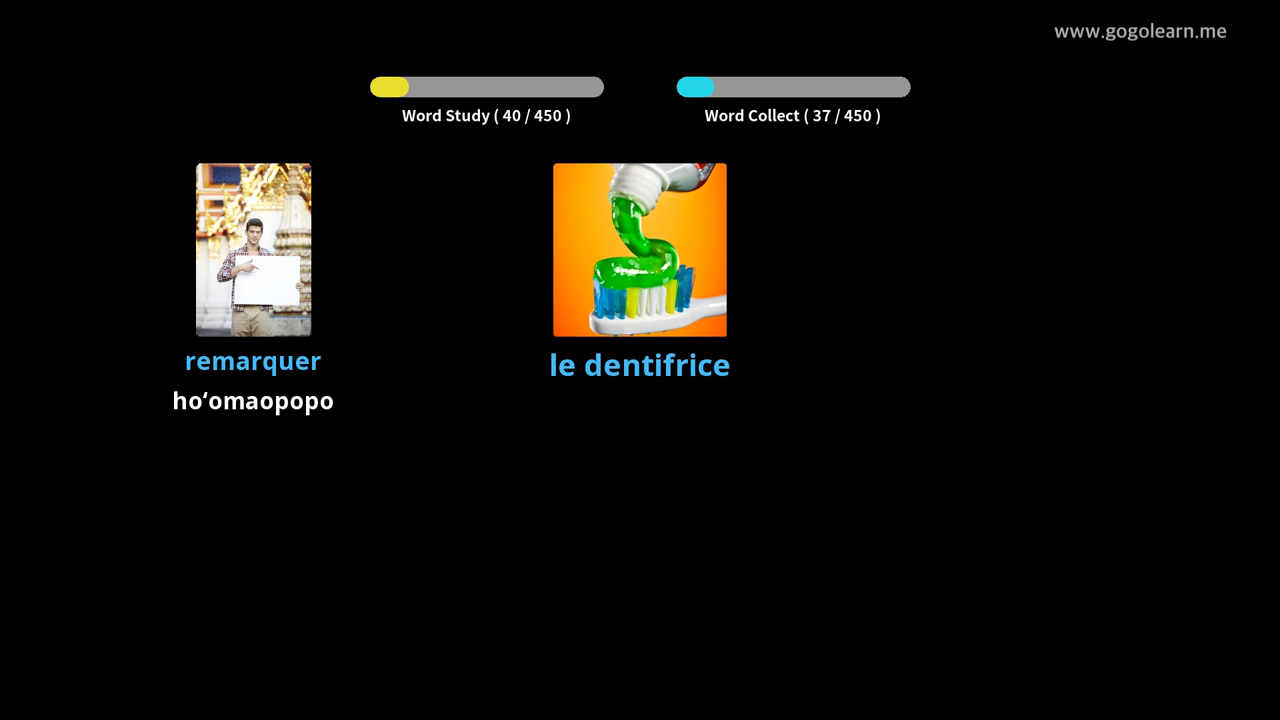 www.gogolearn.me
Word Study ( 40 / 450 )
Word Collect ( 37 / 450 )
remarquer
hoʻomaopopo
le dentifrice